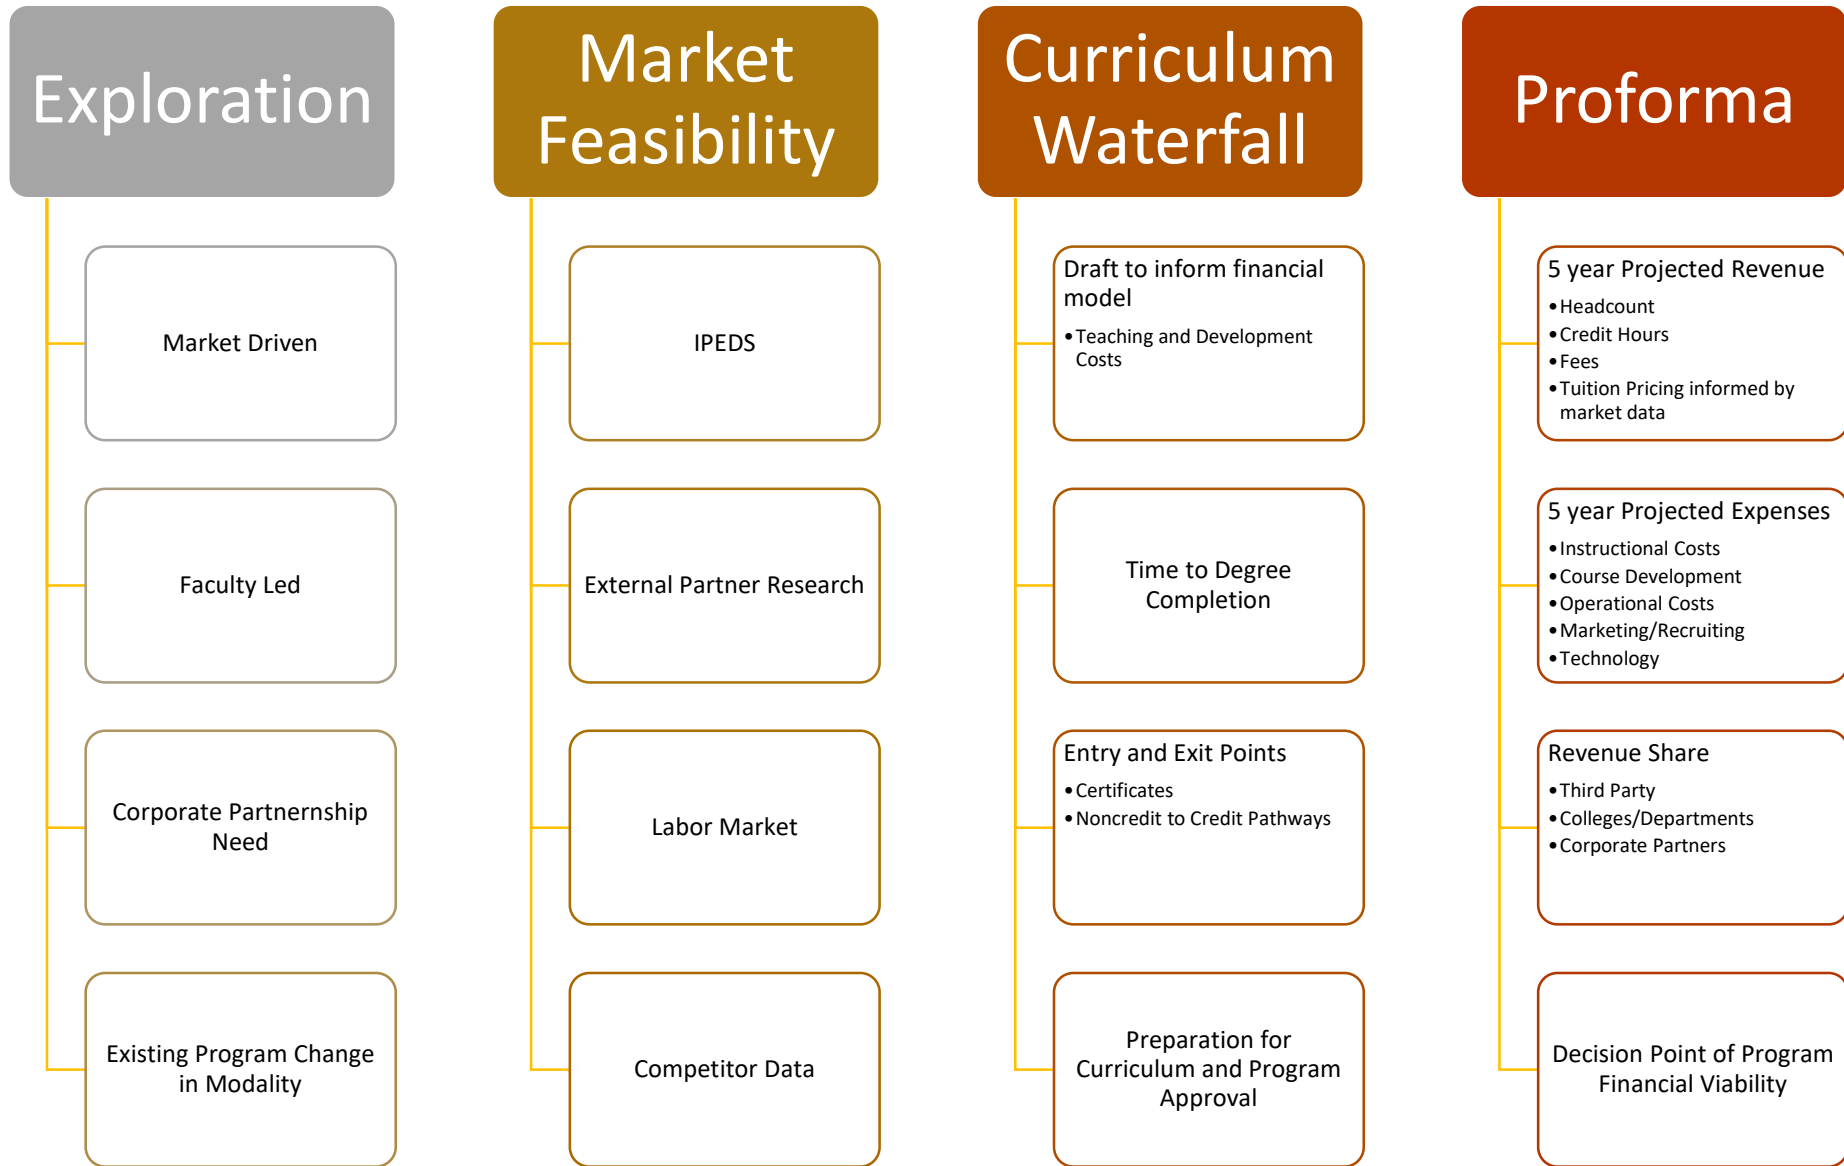 Exploration
Market Driven
Faculty Led
Corporate Partnernship
Need
Existing Program Change
in Modality
Market
Feasibility
IPEDS
External Partner Research
Labor Market
Competitor Data
Curriculum
Waterfall
Draft to inform financial
model
•Teaching and Development
Costs
Time to Degree
Completion
Entry and Exit Points
•Certificates
•Noncredit to Credit Pathways
Preparation for
Curriculum and Program
Approval
Proforma
5 year Projected Revenue
•Headcount
•Credit Hours
•Fees
•Tuition Pricing informed by
market data
5 year Projected Expenses
•Instructional Costs
•Course Development
•Operational Costs
•Marketing/Recruiting
•Technology
Revenue Share
•Third Party
•Colleges/Departments
•Corporate Partners
Decision Point of Program
Financial Viability